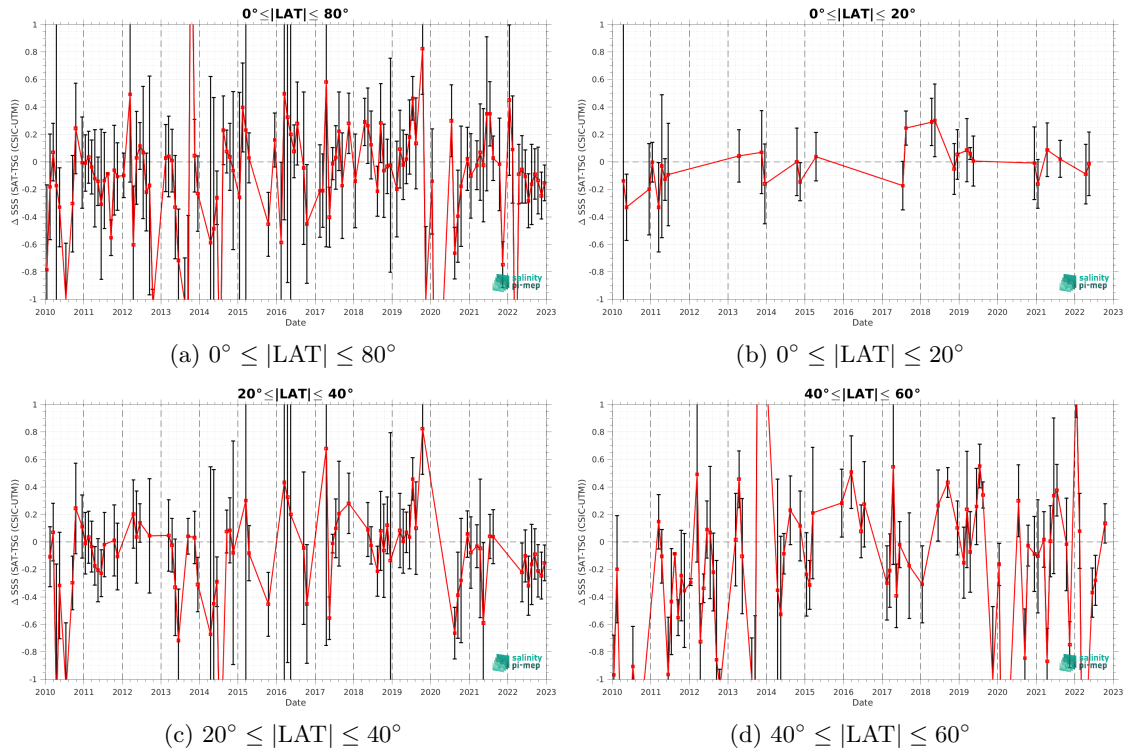 0°≤|LAT|≤ 80°
Δ SSS (SAT-TSG (CSIC-UTM))
1
0.8
0.6
0.4
0.2
0
-0.2
-0.4
-0.6
-0.8
-1
2010 2011 2012 2013 2014 2015 2016 2017 2018 2019 2020 2021 2022 2023
Date
salinity
pi-mep
(a) 0° ≤ |LAT| ≤ 80°
0°≤|LAT|≤ 20°
Δ SSS (SAT-TSG (CSIC-UTM))
1
0.8
0.6
0.4
0.2
0
-0.2
-0.4
-0.6
-0.8
-1
2010 2011 2012 2013 2014 2015 2016 2017 2018 2019 2020 2021 2022 2023
Date
salinity
pi-mep
(b) 0° ≤ |LAT| ≤ 20°
20°≤|LAT|≤ 40°
Δ SSS (SAT-TSG (CSIC-UTM))
1
0.8
0.6
0.4
0.2
0
-0.2
-0.4
-0.6
-0.8
-1
2010 2011 2012 2013 2014 2015 2016 2017 2018 2019 2020 2021 2022 2023
Date
salinity
pi-mep
(c) 20° ≤ |LAT| ≤ 40°
40°≤|LAT|≤ 60°
Δ SSS (SAT-TSG (CSIC-UTM))
1
0.8
0.6
0.4
0.2
0
-0.2
-0.4
-0.6
-0.8
-1
2010 2011 2012 2013 2014 2015 2016 2017 2018 2019 2020 2021 2022 2023
Date
salinity
pi-mep
(d) 40° ≤ |LAT| ≤ 60°